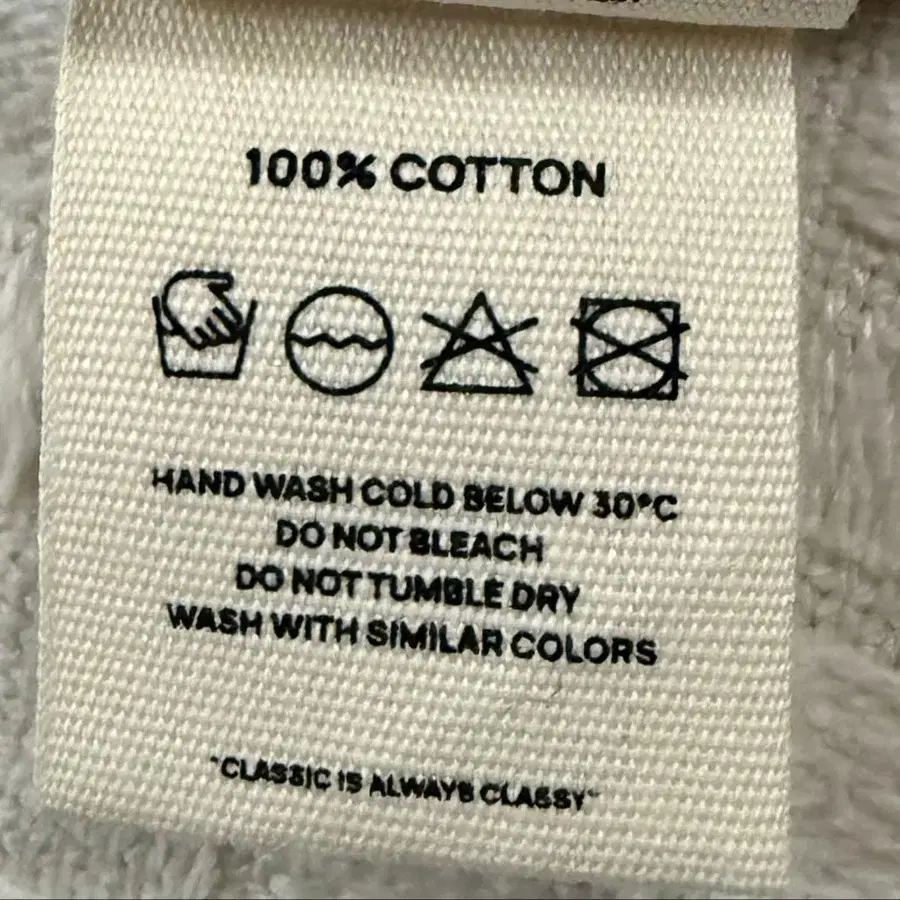 100% COTTON
HAND WASH COLD BELOW 30°C
DO NOT BLEACH
DO NOT TUMBLE DRY
WASH WITH SIMILAR COLORS
"CLASSIC IS ALWAYS CLASSY"